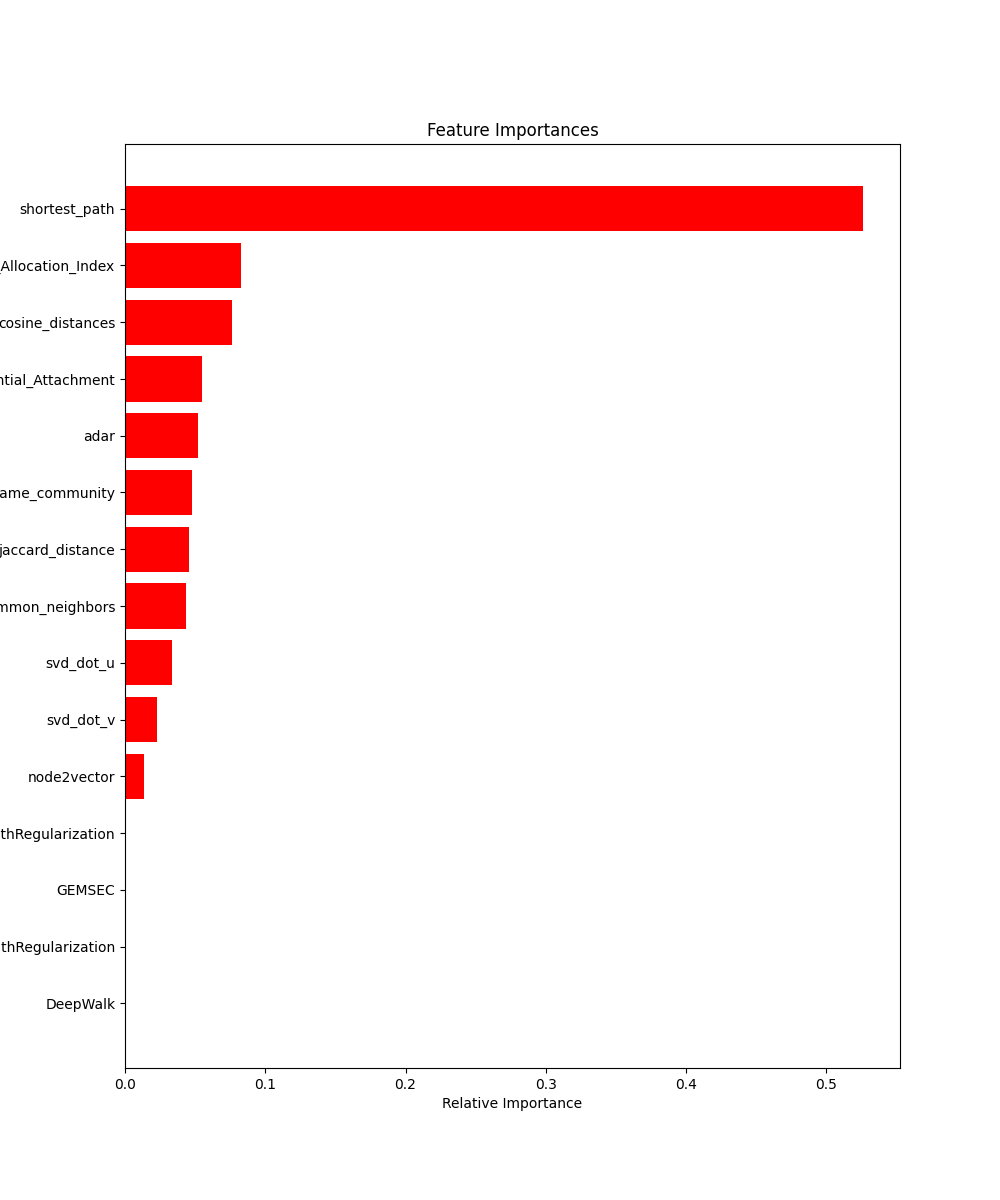 Feature Importances
shortest_path
_Allocation_Index
cosine_distances
ntial_Attachment
adar
ame_community
jaccard_distance
mmon_neighbors
svd_dot_u
svd_dot_v
node2vector
thRegularization
GEMSEC
thRegularization
DeepWalk
0.0 0.1 0.2 0.3 0.4 0.5
Relative Importance